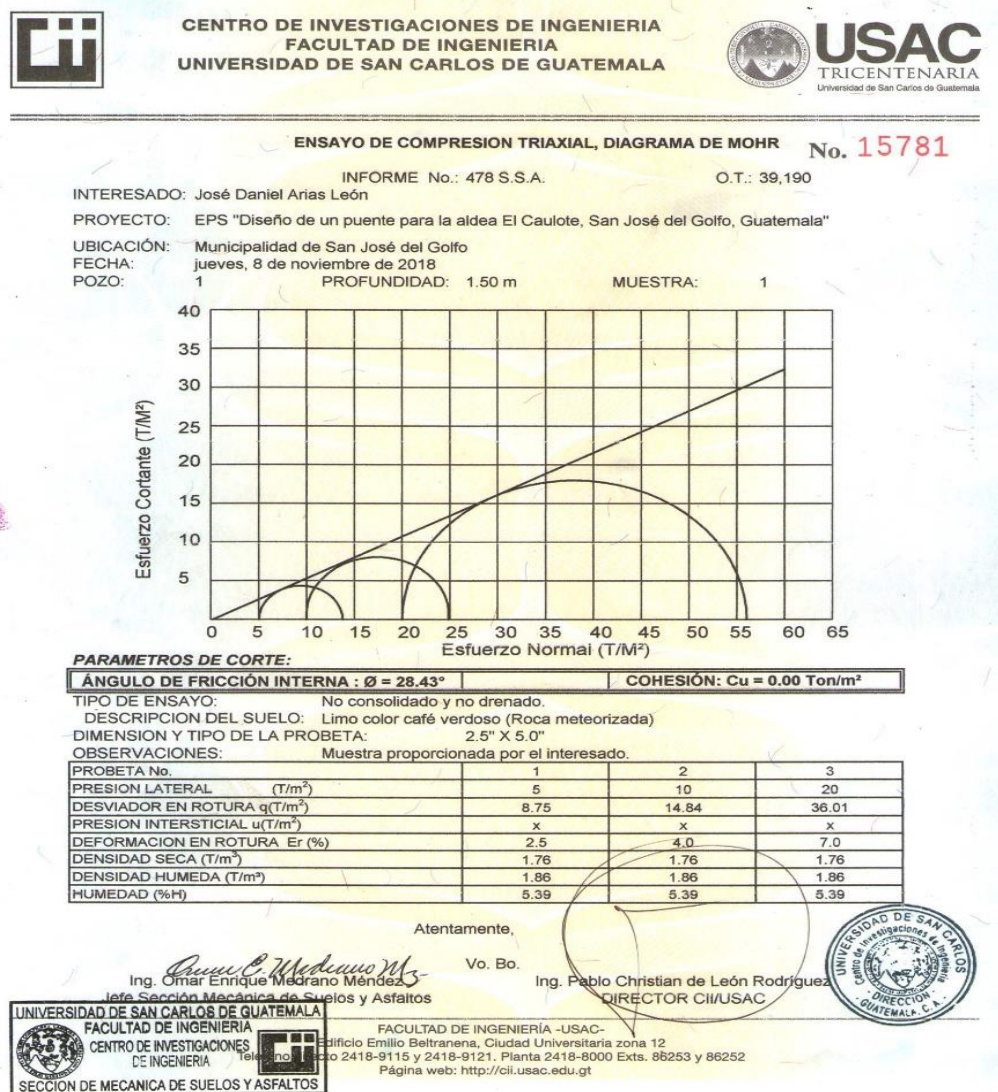 CENTRO DE INVESTIGACIONES DE INGENIERIA
FACULTAD DE INGENIERIA
UNIVERSIDAD DE SAN CARLOS DE GUATEMALA
USAC
TRICENTENARIA
Universidad de San Carlos de Guatemala
ENSAYO DE COMPRESION TRIAXIAL, DIAGRAMA DE MOHR No. 15781
INFORME No.: 478 S.S.A. O.T.: 39,190
INTERESADO: José Daniel Arias León
PROYECTO: EPS "Diseño de un puente para la aldea El Caulote, San José del Golfo, Guatemala"
UBICACIÓN: Municipalidad de San José del Golfo
FECHA: jueves, 8 de noviembre de 2018
POZO: 1 PROFUNDIDAD: 1.50 m MUESTRA: 1
Esfuerzo Cortante (T/M²)
40
35
30
25
20
15
10
5
0 5 10 15 20 25 30 35 40 45 50 55 60 65
Esfuerzo Normal (T/M²)
PARAMETROS DE CORTE:
ÁNGULO DE FRICCIÓN INTERNA : Ø = 28.43° COHESIÓN: Cu = 0.00 Ton/m²
TIPO DE ENSAYO: No consolidado y no drenado.
DESCRIPCION DEL SUELO: Limo color café verdoso (Roca meteorizada)
DIMENSION Y TIPO DE LA PROBETA: 2.5" X 5.0"
OBSERVACIONES: Muestra proporcionada por el interesado.
PROBETA No. 1 2 3
PRESION LATERAL (T/m²) 5 10 20
DESVIADOR EN ROTURA q(T/m²) 8.75 14.84 36.01
PRESION INTERSTICIAL u(T/m²) x x x
DEFORMACION EN ROTURA Er (%) 2.5 4.0 7.0
DENSIDAD SECA (T/m³) 1.76 1.76 1.76
DENSIDAD HUMEDA (T/m³) 1.86 1.86 1.86
HUMEDAD (%H) 5.39 5.39 5.39
Atentamente,
Vo. Bo.
Ing. Omar Enrique Medrano Méndez Ing. Pablo Christian de León Rodríguez
Jefe Sección Mecánica de Suelos y Asfaltos DIRECTOR CII/USAC
UNIVERSIDAD DE SAN CARLOS
Centro de Investigaciones de Ingeniería
DIRECCION
GUATEMALA, C. A.
UNIVERSIDAD DE SAN CARLOS DE GUATEMALA
FACULTAD DE INGENIERIA
CENTRO DE INVESTIGACIONES
DE INGENIERIA
SECCION DE MECANICA DE SUELOS Y ASFALTOS
FACULTAD DE INGENIERÍA -USAC-
Edificio Emilio Beltranena, Ciudad Universitaria zona 12
2418-9115 y 2418-9121. Planta 2418-8000 Exts. 86253 y 86252
Página web: http://cii.usac.edu.gt